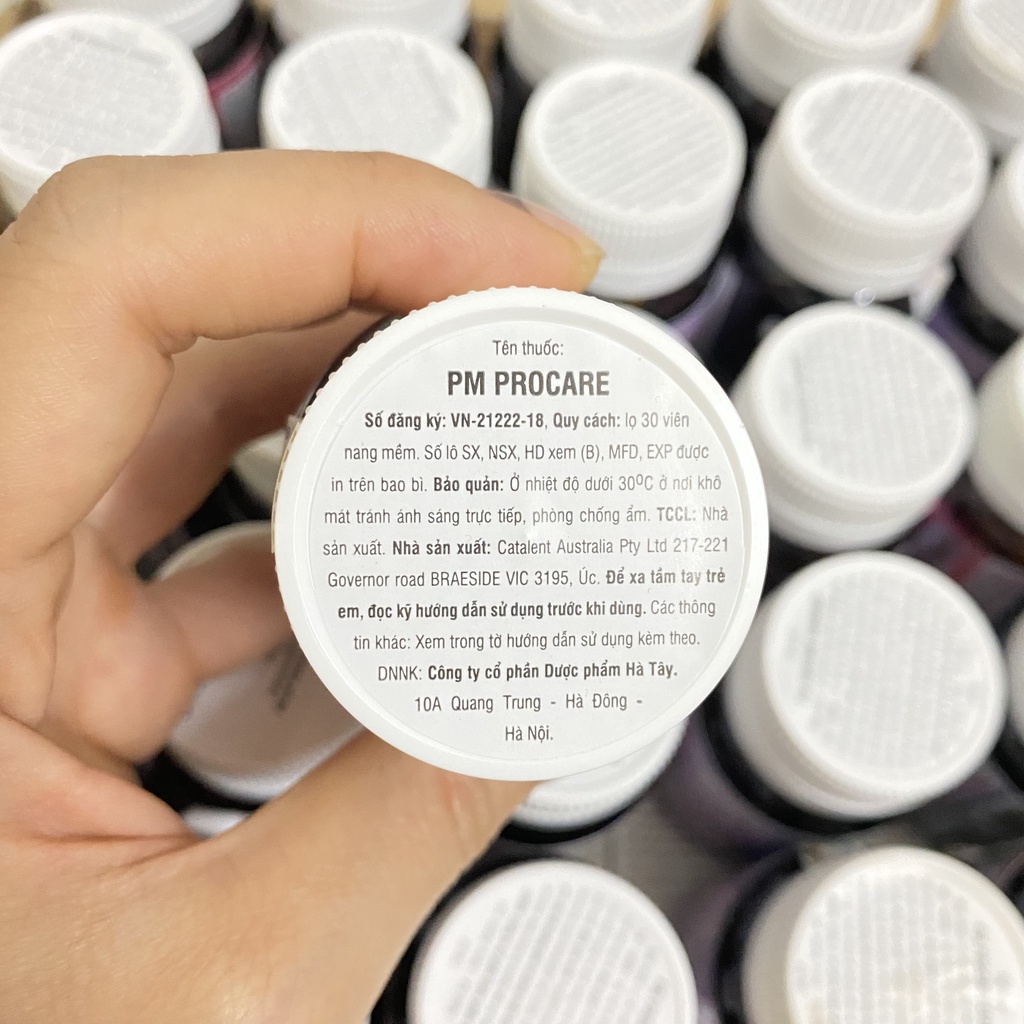 Tên thuốc:
PM PROCARE
Số đăng ký: VN-21222-18, Quy cách: lọ 30 viên
nang mềm. Số lô SX, NSX, HD xem (B), MFD, EXP được
in trên bao bì. Bảo quản: Ở nhiệt độ dưới 30ºC ở nơi khô
mát tránh ánh sáng trực tiếp, phòng chống ẩm. TCCL: Nhà
sản xuất. Nhà sản xuất: Catalent Australia Pty Ltd 217-221
Governor road BRAESIDE VIC 3195, Úc. Để xa tầm tay trẻ
em, đọc kỹ hướng dẫn sử dụng trước khi dùng. Các thông
tin khác: Xem trong tờ hướng dẫn sử dụng kèm theo.
DNNK: Công ty cổ phần Dược phẩm Hà Tây.
10A Quang Trung - Hà Đông -
Hà Nội.